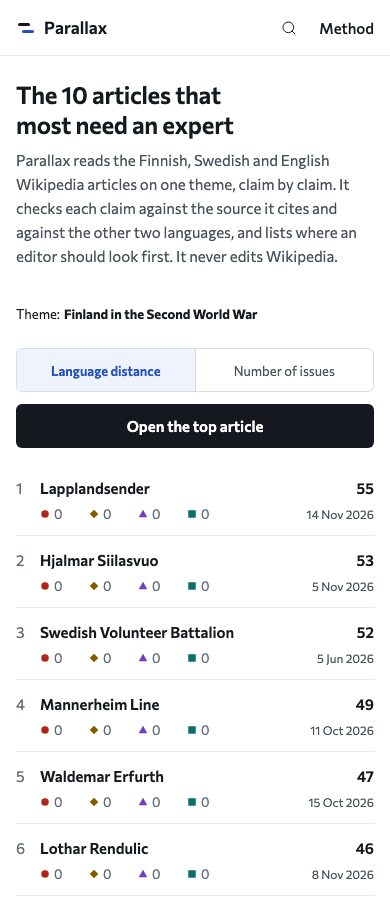 Parallax
Method
The 10 articles that
most need an expert
Parallax reads the Finnish, Swedish and English
Wikipedia articles on one theme, claim by claim. It
checks each claim against the source it cites and
against the other two languages, and lists where an
editor should look first. It never edits Wikipedia.
Theme: Finland in the Second World War
Language distance
Number of issues
Open the top article
1 Lapplandsender 55
0 0 0 0 14 Nov 2026
2 Hjalmar Siilasvuo 53
0 0 0 0 5 Nov 2026
3 Swedish Volunteer Battalion 52
0 0 0 0 5 Jun 2026
4 Mannerheim Line 49
0 0 0 0 11 Oct 2026
5 Waldemar Erfurth 47
0 0 0 0 15 Oct 2026
6 Lothar Rendulic 46
0 0 0 0 8 Nov 2026